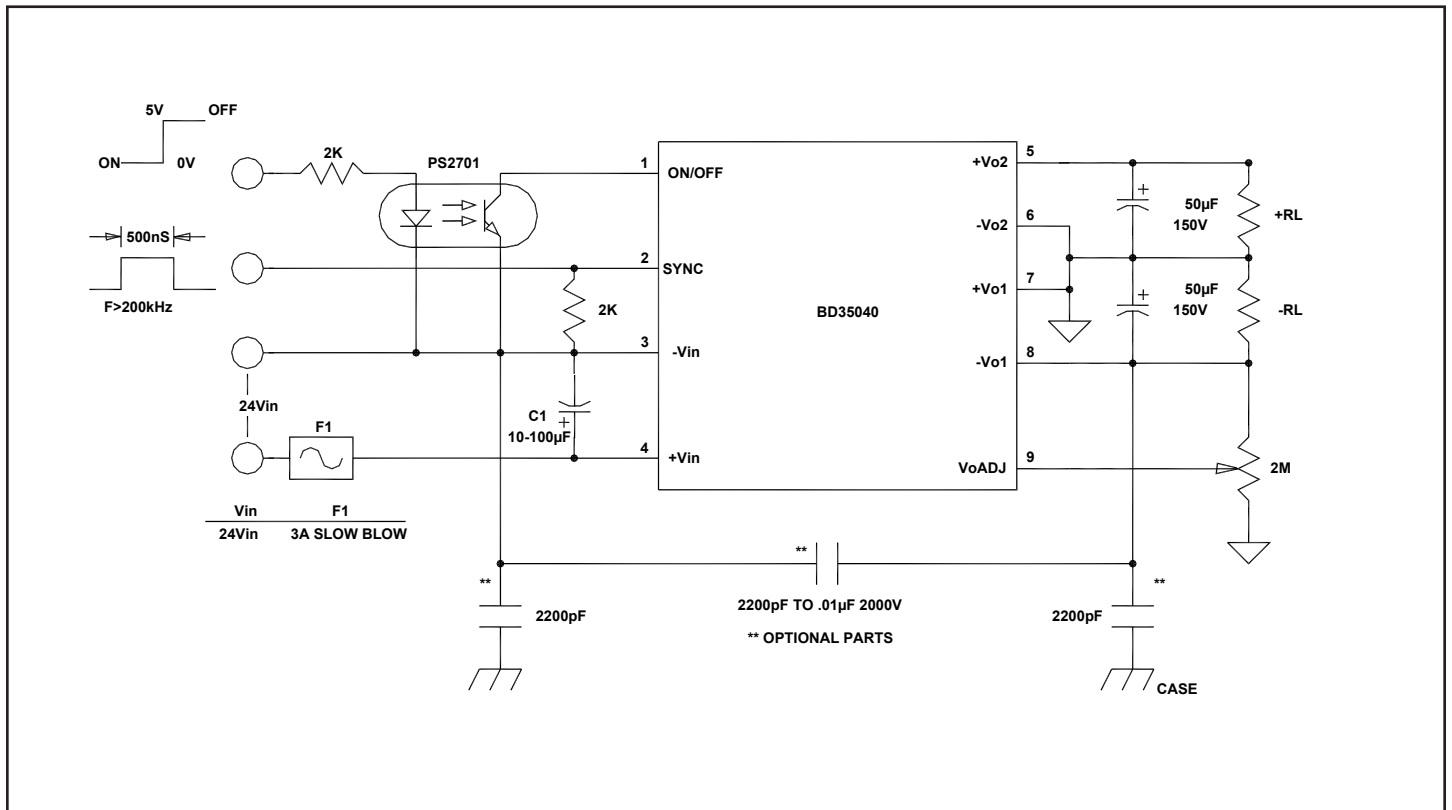 5V OFF
ON 0V
2K
PS2701
1
ON/OFF
500nS
F>200kHz
2
SYNC
2K
3
-Vin
24Vin
F1
C1
10-100µF
+
4
+Vin
Vin F1
24Vin 3A SLOW BLOW
BD35040
+Vo2
5
-Vo2
6
+Vo1
7
-Vo1
8
VoADJ
9
+
50µF
150V
+RL
+
50µF
150V
-RL
2M
**
2200pF
**
2200pF TO .01µF 2000V
** OPTIONAL PARTS
**
2200pF
CASE